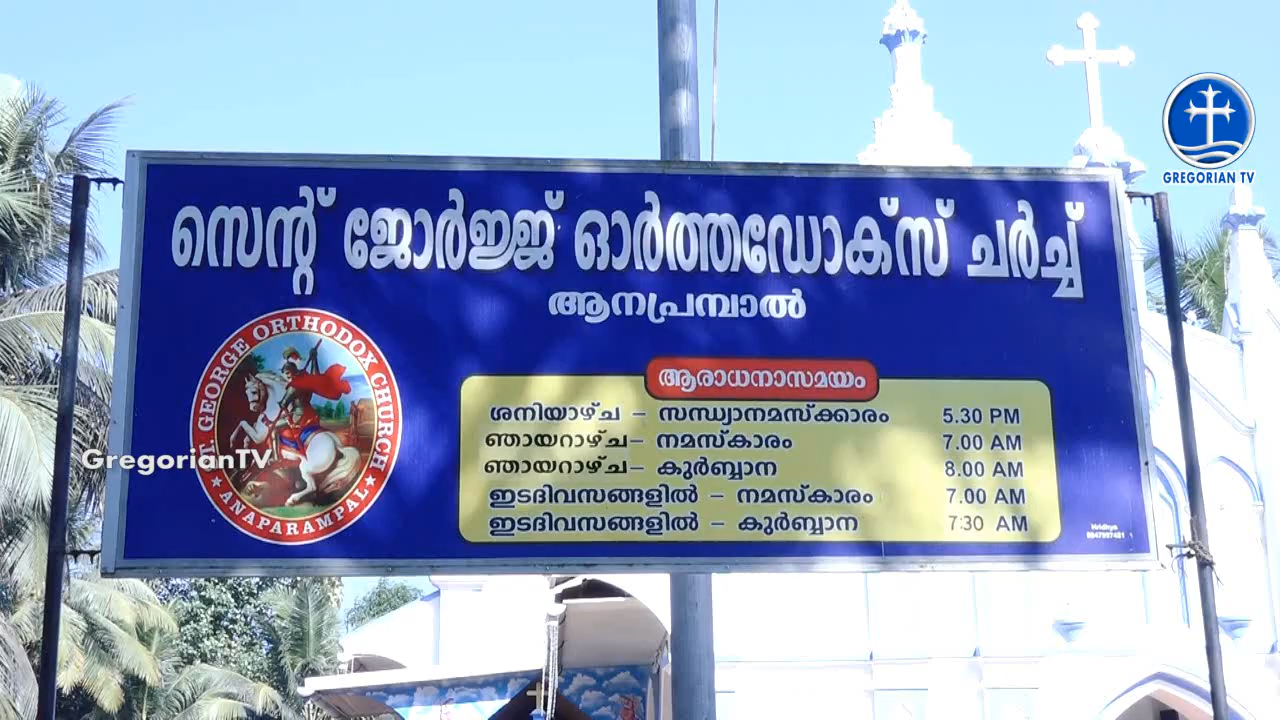 GREGORIAN TV
സെന്റ് ജോർജ്ജ് ഓർത്തഡോക്സ് ചർച്ച്
ആനപ്രമ്പാൽ
ST. GEORGE ORTHODOX CHURCH
★ ANAPARAMPAL ★
GregorianTV
ആരാധനാസമയം
ശനിയാഴ്ച – സന്ധ്യാനമസ്ക്കാരം 5.30 PM
ഞായറാഴ്ച– നമസ്കാരം 7.00 AM
ഞായറാഴ്ച– കുർബ്ബാന 8.00 AM
ഇടദിവസങ്ങളിൽ – നമസ്കാരം 7.00 AM
ഇടദിവസങ്ങളിൽ – കുർബ്ബാന 7:30 AM
Hridhya